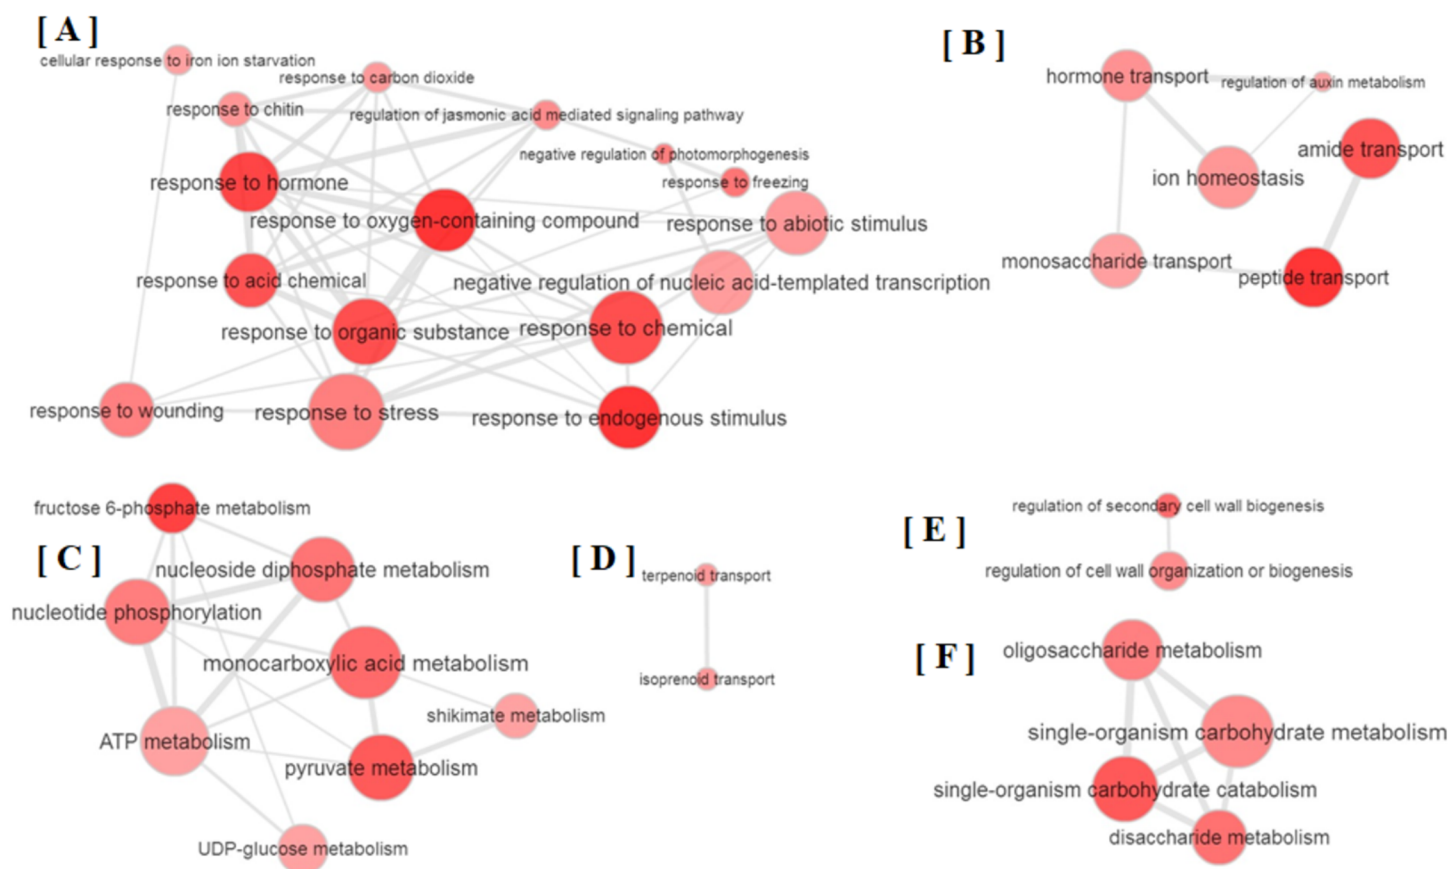 [ A ]
cellular response to iron ion starvation
response to carbon dioxide
response to chitin
regulation of jasmonic acid mediated signaling pathway
negative regulation of photomorphogenesis
response to hormone
response to freezing
response to oxygen-containing compound
response to abiotic stimulus
response to acid chemical
negative regulation of nucleic acid-templated transcription
response to organic substance
response to chemical
response to wounding
response to stress
response to endogenous stimulus
[ B ]
hormone transport
regulation of auxin metabolism
amide transport
ion homeostasis
monosaccharide transport
peptide transport
fructose 6-phosphate metabolism
[ C ]
nucleoside diphosphate metabolism
nucleotide phosphorylation
monocarboxylic acid metabolism
shikimate metabolism
ATP metabolism
pyruvate metabolism
UDP-glucose metabolism
[ D ]
terpenoid transport
isoprenoid transport
[ E ]
regulation of secondary cell wall biogenesis
regulation of cell wall organization or biogenesis
[ F ]
oligosaccharide metabolism
single-organism carbohydrate metabolism
single-organism carbohydrate catabolism
disaccharide metabolism